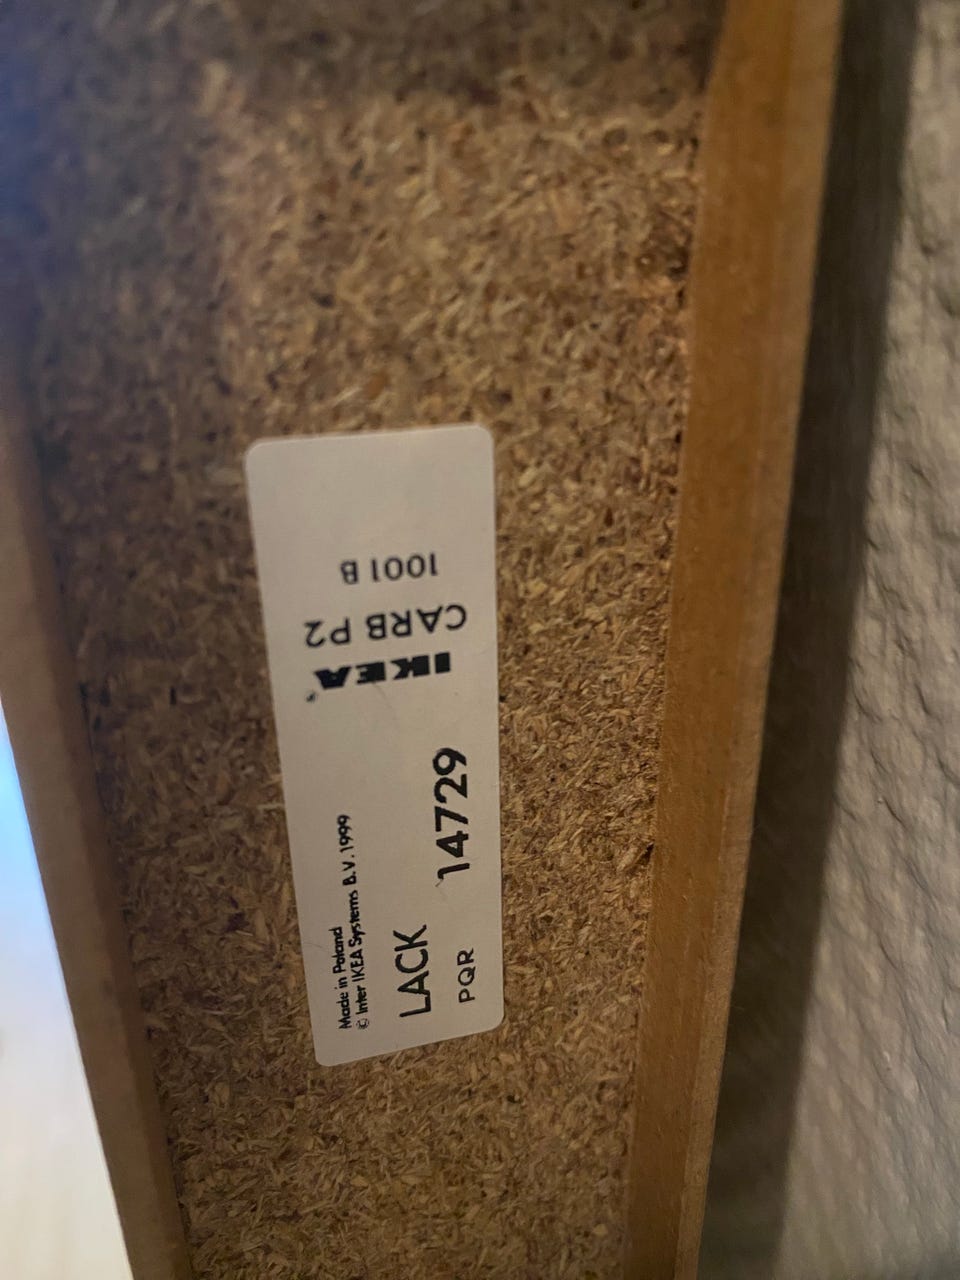 Made in Poland
© Inter IKEA Systems B.V. 1999
LACK
PQR 14729
IKEA®
CARB P2
1001 B